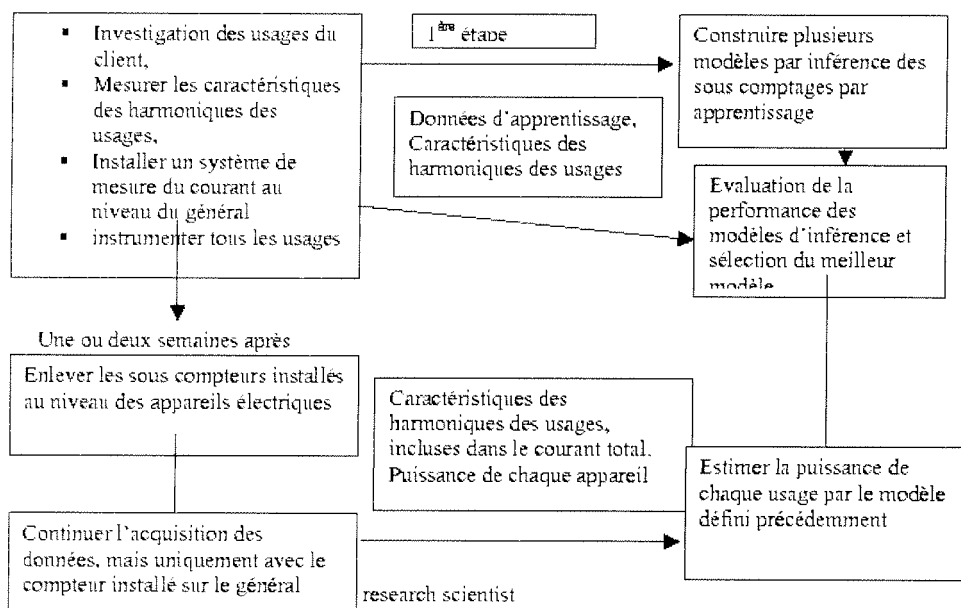 ▪ Investigation des usages du
client,
▪ Mesurer les caractéristiques
des harmoniques des
usages,
▪ Installer un système de
mesure du courant au
niveau du général
▪ instrumenter tous les usages
1ère étape
Construire plusieurs
modèles par inférence des
sous comptages par
apprentissage
Données d'apprentissage,
Caractéristiques des
harmoniques des usages
Evaluation de la
performance des
modèles d'inférence et
sélection du meilleur
modèle
Une ou deux semaines après
Enlever les sous compteurs installés
au niveau des appareils électriques
Caractéristiques des
harmoniques des usages,
incluses dans le courant total.
Puissance de chaque appareil
Estimer la puissance de
chaque usage par le modèle
défini précédemment
Continuer l'acquisition des
données, mais uniquement avec le
compteur installé sur le général
research scientist